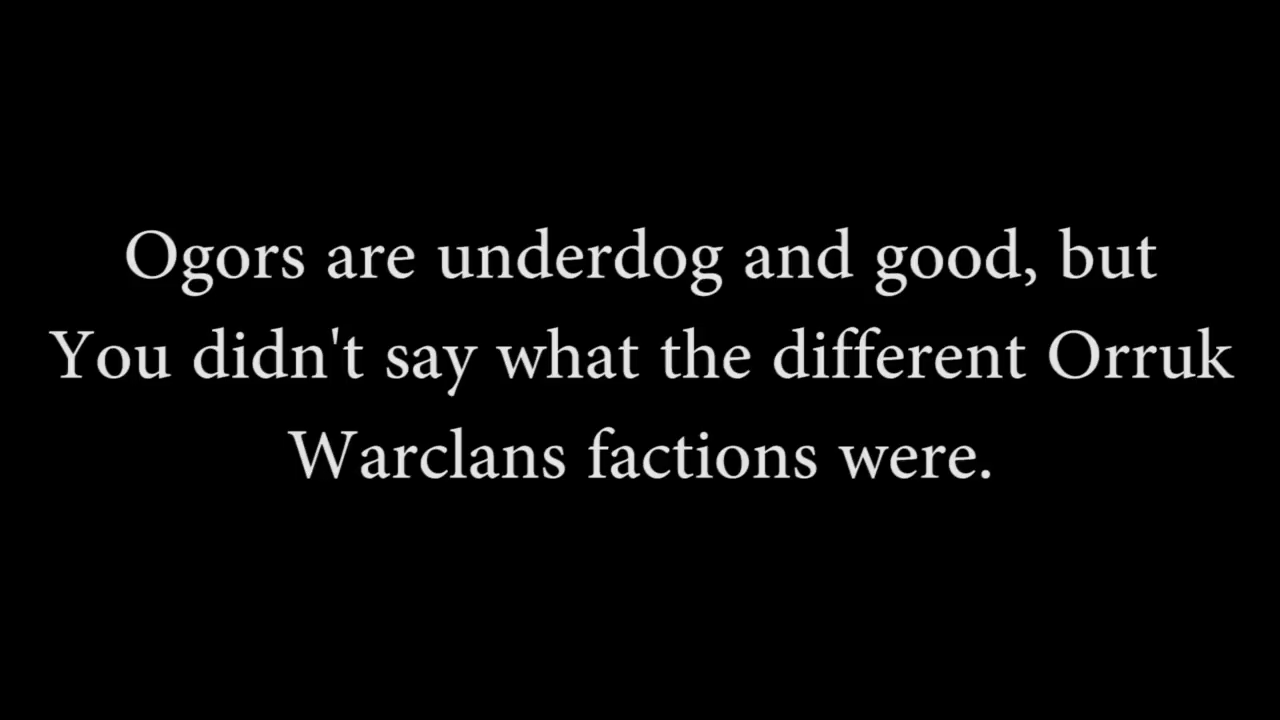 Ogors are underdog and good, but
You didn't say what the different Orruk
Warclans factions were.